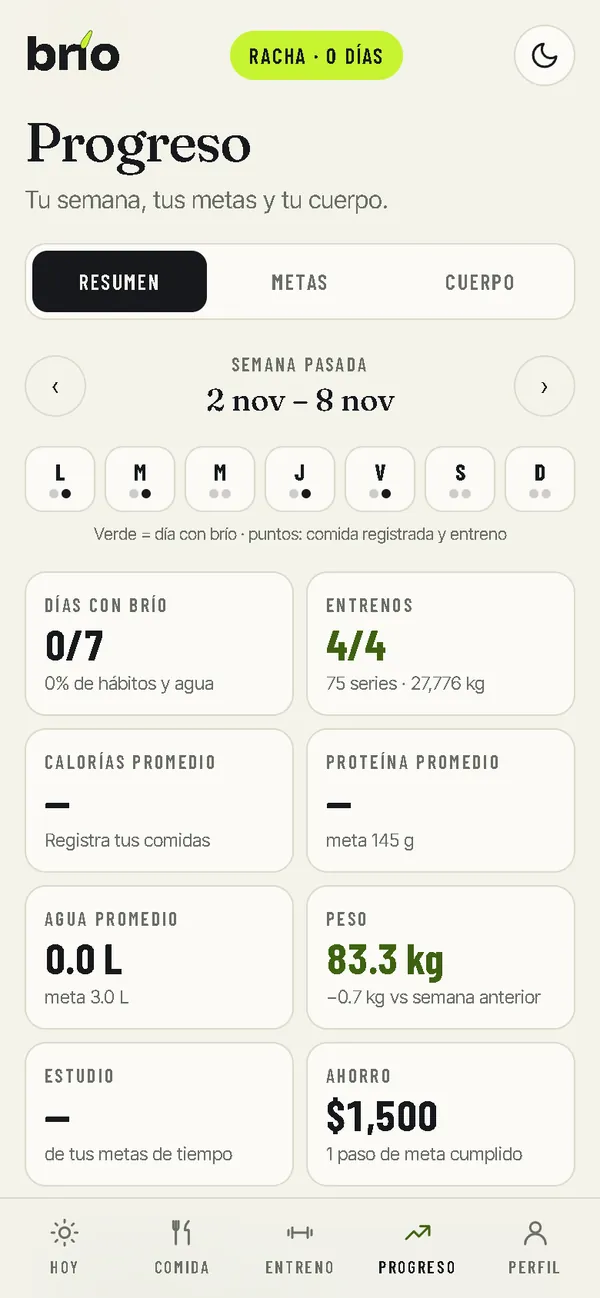 brío
RACHA · 0 DÍAS
Progreso
Tu semana, tus metas y tu cuerpo.
RESUMEN METAS CUERPO
SEMANA PASADA
‹ 2 nov – 8 nov ›
L M M J V S D
Verde = día con brío · puntos: comida registrada y entreno
DÍAS CON BRÍO
0/7
0% de hábitos y agua
ENTRENOS
4/4
75 series · 27,776 kg
CALORÍAS PROMEDIO
—
Registra tus comidas
PROTEÍNA PROMEDIO
—
meta 145 g
AGUA PROMEDIO
0.0 L
meta 3.0 L
PESO
83.3 kg
−0.7 kg vs semana anterior
ESTUDIO
—
de tus metas de tiempo
AHORRO
$1,500
1 paso de meta cumplido
HOY COMIDA ENTRENO PROGRESO PERFIL